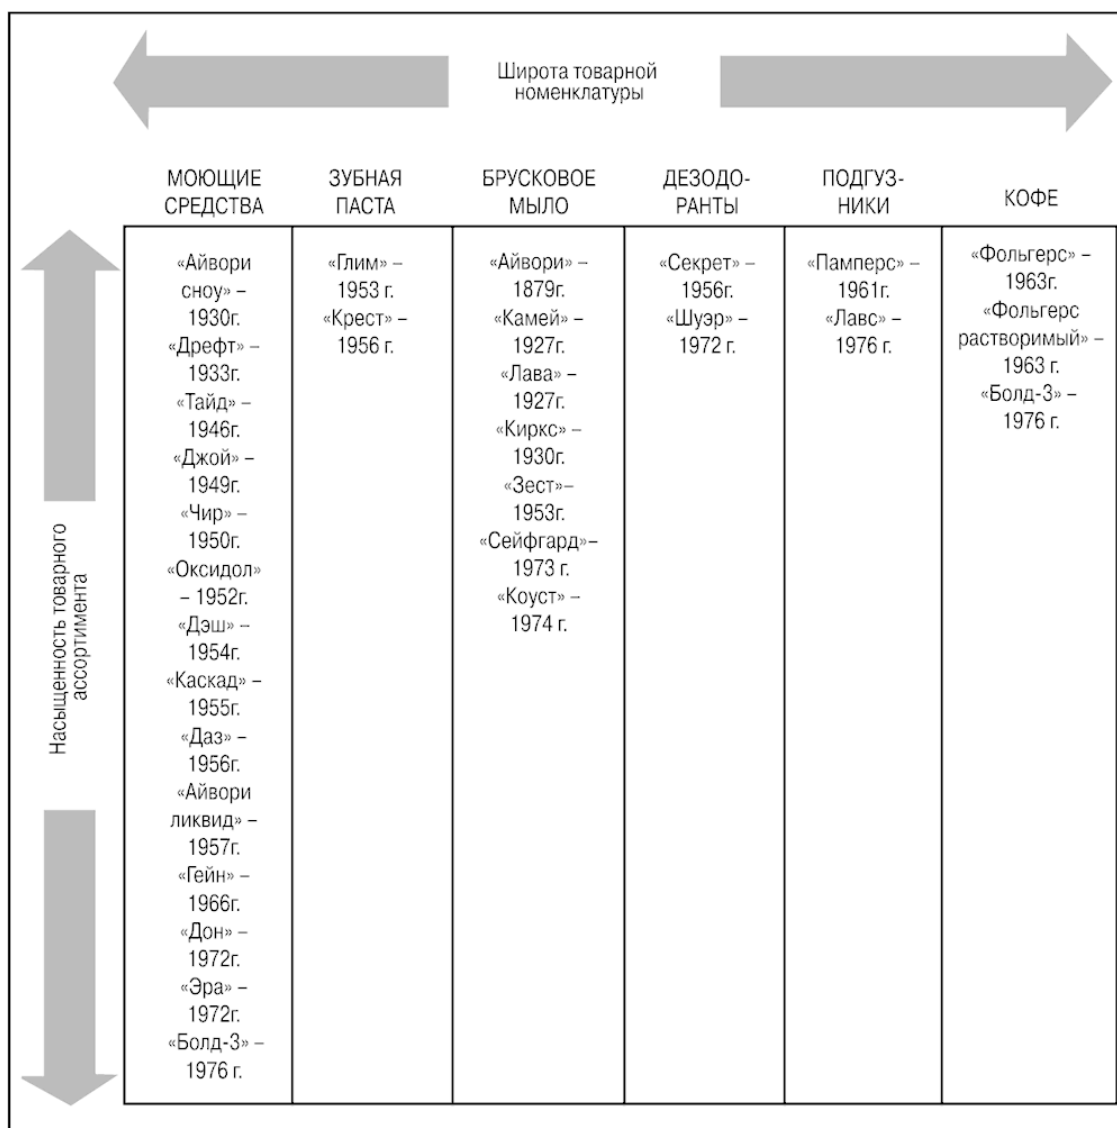 Широта товарной
номенклатуры
МОЮЩИЕ
СРЕДСТВА
ЗУБНАЯ
ПАСТА
БРУСКОВОЕ
МЫЛО
ДЕЗОДО-
РАНТЫ
ПОДГУЗ-
НИКИ
КОФЕ
Насыщенность товарного
ассортимента
«Айвори
сноу» –
1930г.
«Дрефт» –
1933г.
«Тайд» –
1946г.
«Джой» –
1949г.
«Чир» –
1950г.
«Оксидол»
– 1952г.
«Дэш» –
1954г.
«Каскад» –
1955г.
«Даз» –
1956г.
«Айвори
ликвид» –
1957г.
«Гейн» –
1966г.
«Дон» –
1972г.
«Эра» –
1972г.
«Болд-3» –
1976 г.
«Глим» –
1953 г.
«Крест» –
1956 г.
«Айвори» –
1879г.
«Камей» –
1927г.
«Лава» –
1927г.
«Киркс» –
1930г.
«Зест»–
1953г.
«Сейфгард»–
1973 г.
«Коуст» –
1974 г.
«Секрет» –
1956г.
«Шуэр» –
1972 г.
«Памперс» –
1961г.
«Лавс» –
1976 г.
«Фольгерс» –
1963г.
«Фольгерс
растворимый» –
1963 г.
«Болд-3» –
1976 г.